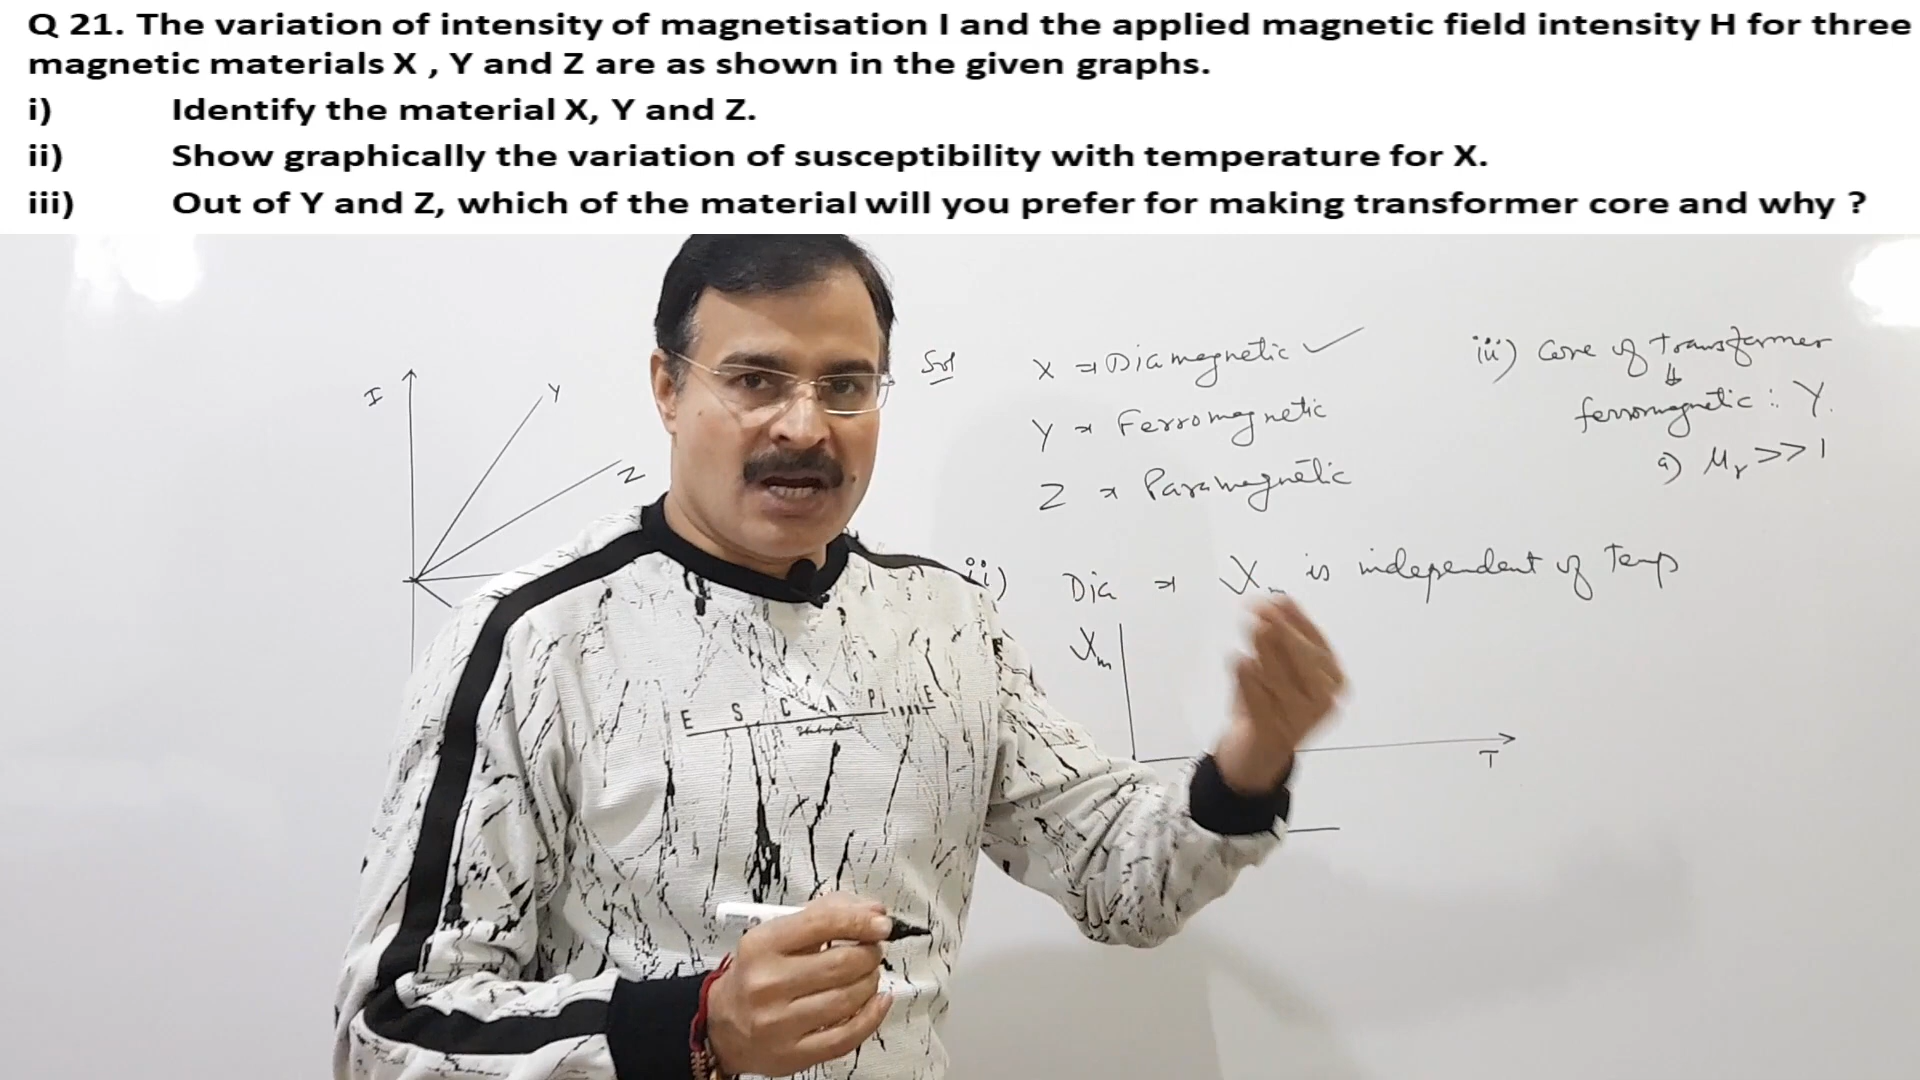 Q 21. The variation of intensity of magnetisation I and the applied magnetic field intensity H for three
magnetic materials X , Y and Z are as shown in the given graphs.
i) Identify the material X, Y and Z.
ii) Show graphically the variation of susceptibility with temperature for X.
iii) Out of Y and Z, which of the material will you prefer for making transformer core and why ?
I
Y
Z
Sol
X ⇒ Diamagnetic ✓
Y ⇒ Ferromagnetic
Z ⇒ Paramagnetic
iii) Core of transformer
⇓
ferromagnetic : Y.
a) μr >> 1
ii) Dia ⇒ χm is independent of Temp
χm
T
E S C A P E